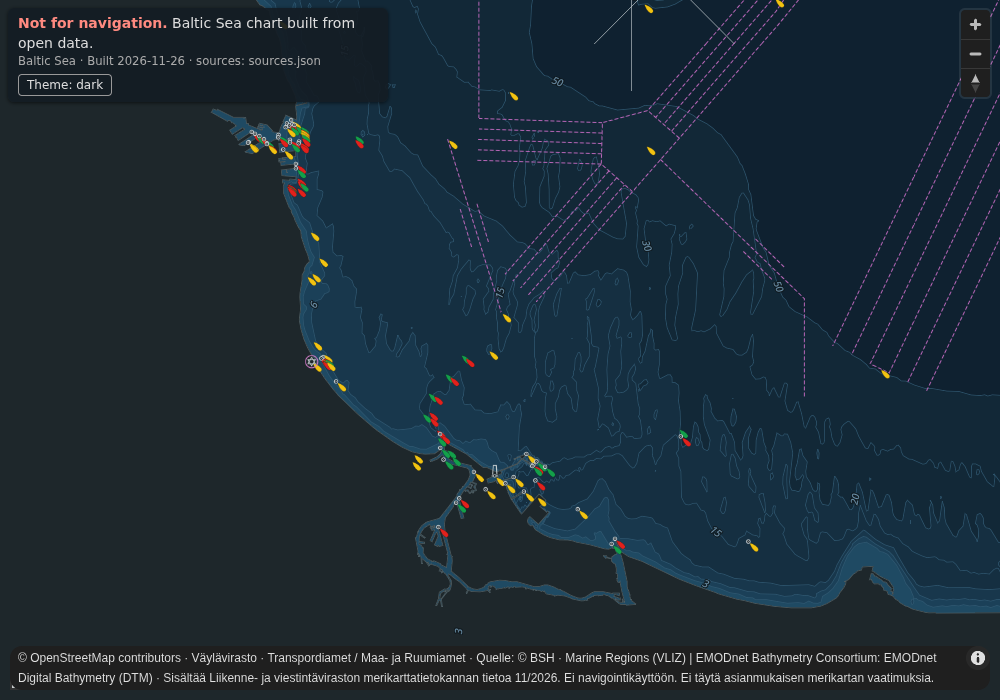 Not for navigation. Baltic Sea chart built from
open data.
Baltic Sea · Built 2026-11-26 · sources: sources.json
Theme: dark
50
30
50
15
6
20
15
3
3
© OpenStreetMap contributors · Väylävirasto · Transpordiamet / Maa- ja Ruumiamet · Quelle: © BSH · Marine Regions (VLIZ) | EMODnet Bathymetry Consortium: EMODnet
Digital Bathymetry (DTM) · Sisältää Liikenne- ja viestintäviraston merikarttatietokannan tietoa 11/2026. Ei navigointikäyttöön. Ei täytä asianmukaisen merikartan vaatimuksia.